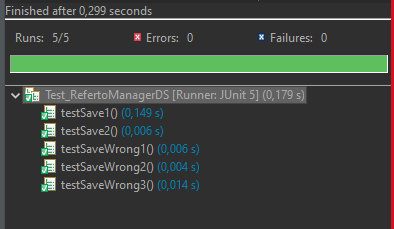 Finished after 0,299 seconds
Runs: 5/5 Errors: 0 Failures: 0
Test_RefertoManagerDS [Runner: JUnit 5] (0,179 s)
testSave1() (0,149 s)
testSave2() (0,006 s)
testSaveWrong1() (0,006 s)
testSaveWrong2() (0,004 s)
testSaveWrong3() (0,014 s)